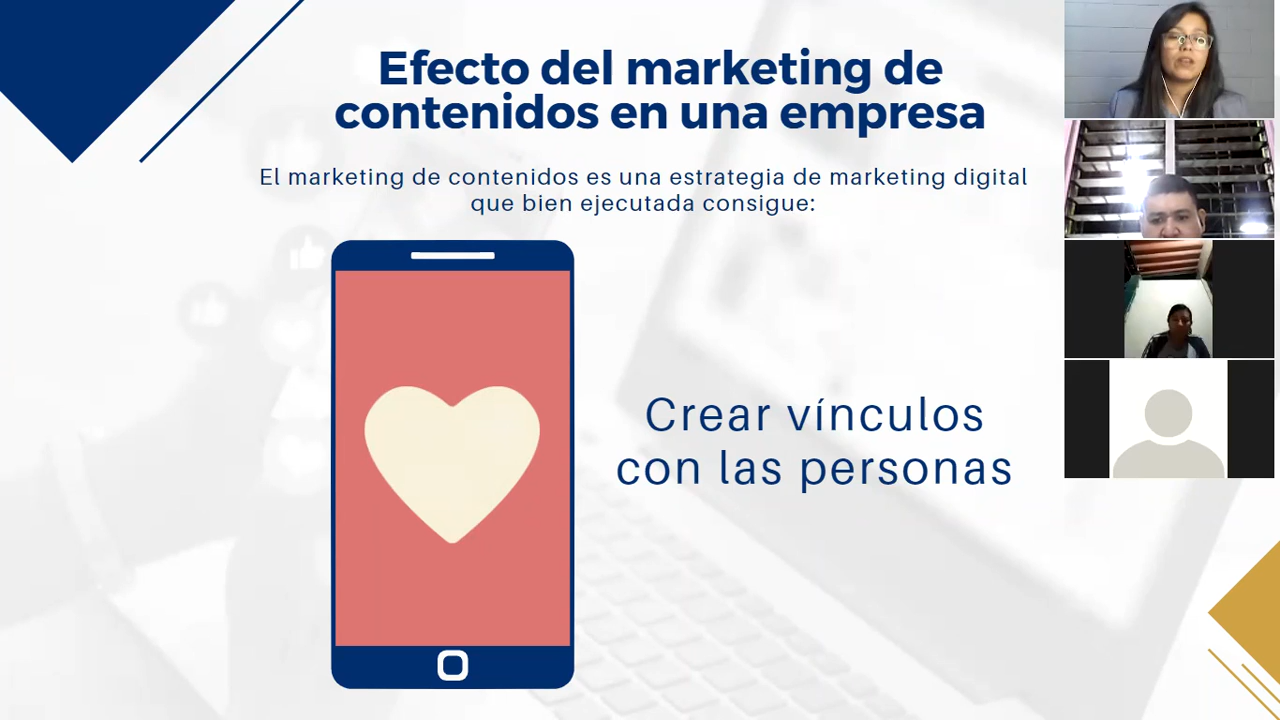 Efecto del marketing de
contenidos en una empresa
El marketing de contenidos es una estrategia de marketing digital
que bien ejecutada consigue:
Crear vínculos
con las personas